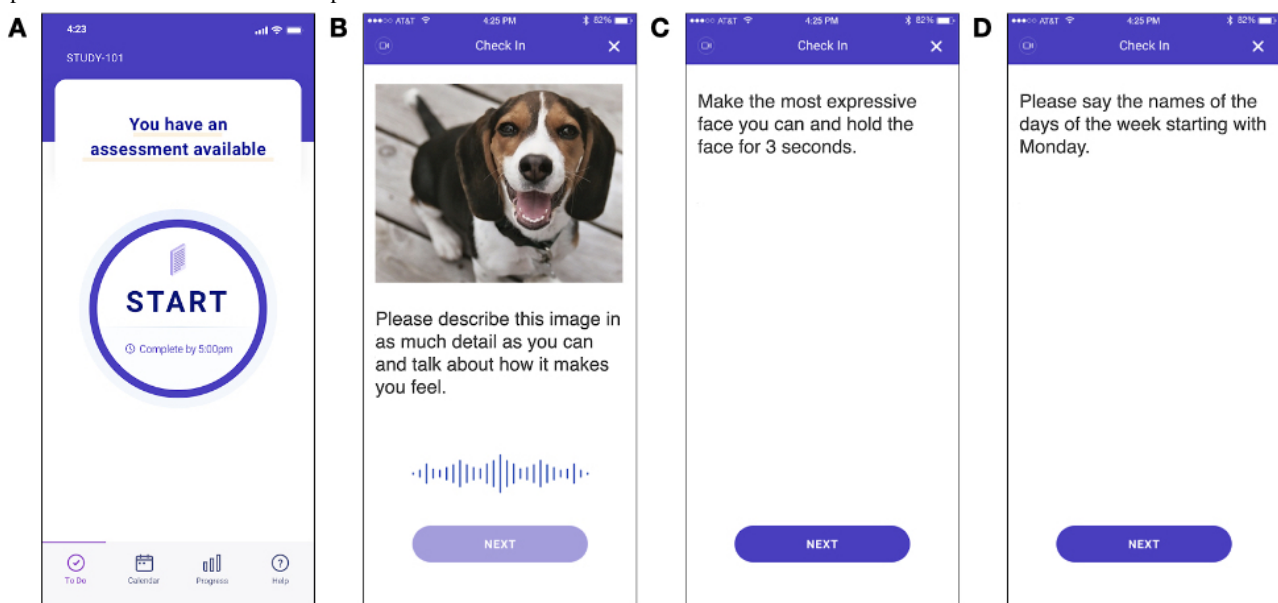 A
4:23
STUDY-101
You have an
assessment available
START
Complete by 5:00pm
To Do
Calendar
Progress
Help
B
AT&T
4:25 PM
82%
Check In
Please describe this image in
as much detail as you can
and talk about how it makes
you feel.
NEXT
C
AT&T
4:25 PM
82%
Check In
Make the most expressive
face you can and hold the
face for 3 seconds.
NEXT
D
AT&T
4:25 PM
82%
Check In
Please say the names of the
days of the week starting with
Monday.
NEXT